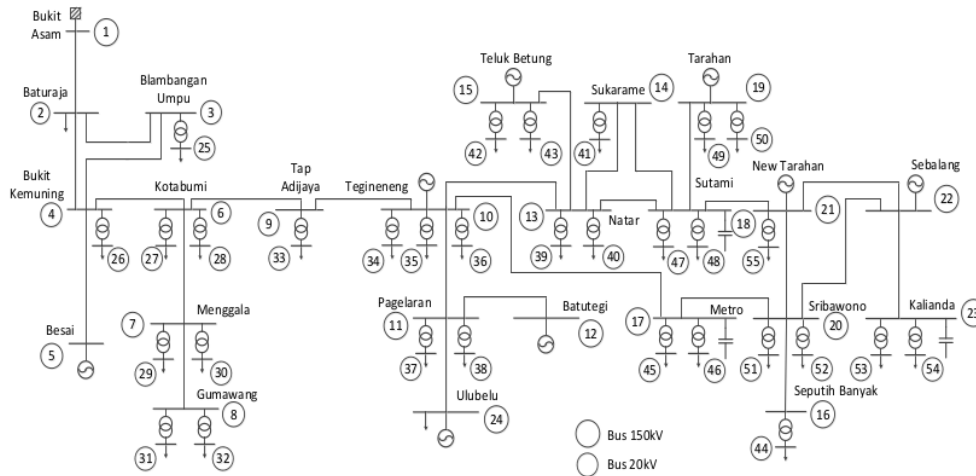 Bukit
Asam
1
Baturaja
2
Blambangan
Umpu
3
25
Bukit
Kemuning
4
26
Besai
5
Kotabumi
6
27
28
Menggala
7
29
30
Gumawang
8
31
32
Tap
Adijaya
9
33
Tegineneng
10
34
35
36
Pagelaran
11
37
38
Batutegi
12
Ulubelu
24
Teluk Betung
15
42
43
Sukarame
14
41
Tarahan
19
49
50
13
Natar
39
40
Sutami
18
47
48
New Tarahan
21
55
Sebalang
22
17
Metro
45
46
Sribawono
20
51
52
Kalianda
23
53
54
Seputih Banyak
16
44
Bus 150kV
Bus 20kV